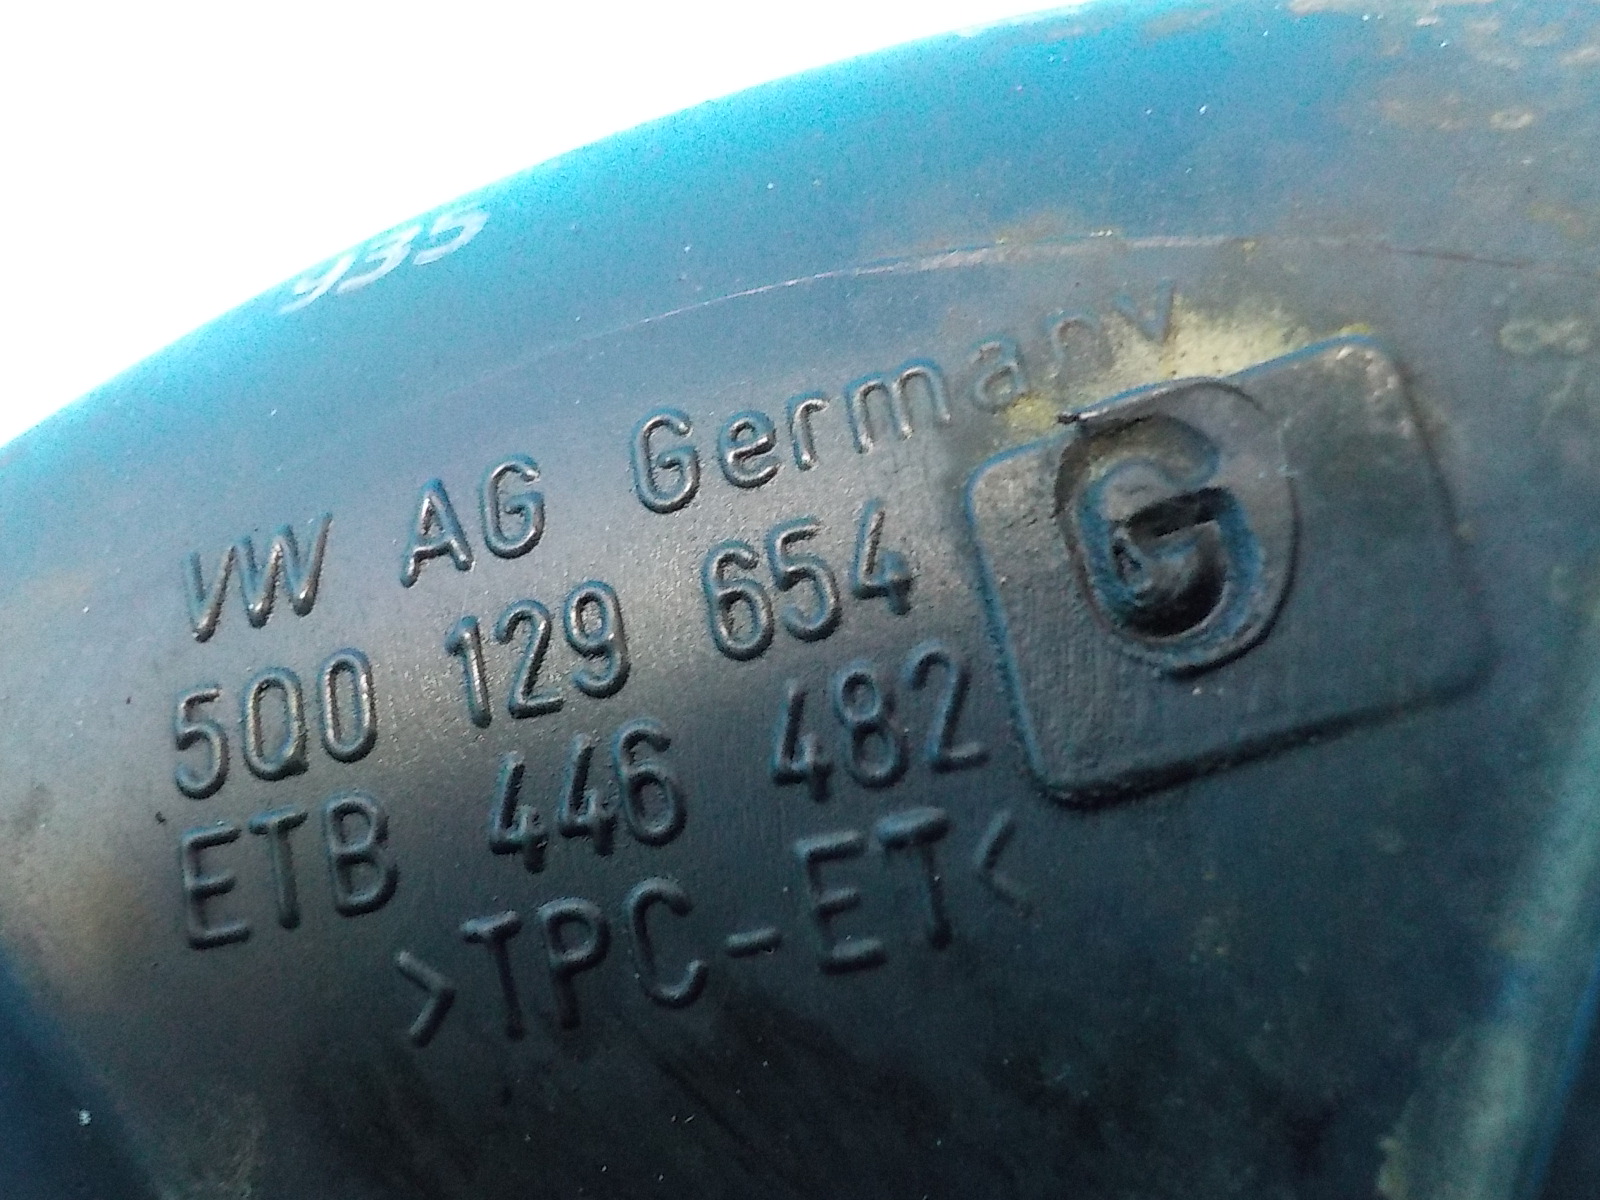 935
VW AG Germany
5Q0 129 654 G
ETB 446 482
>TPC-ET<